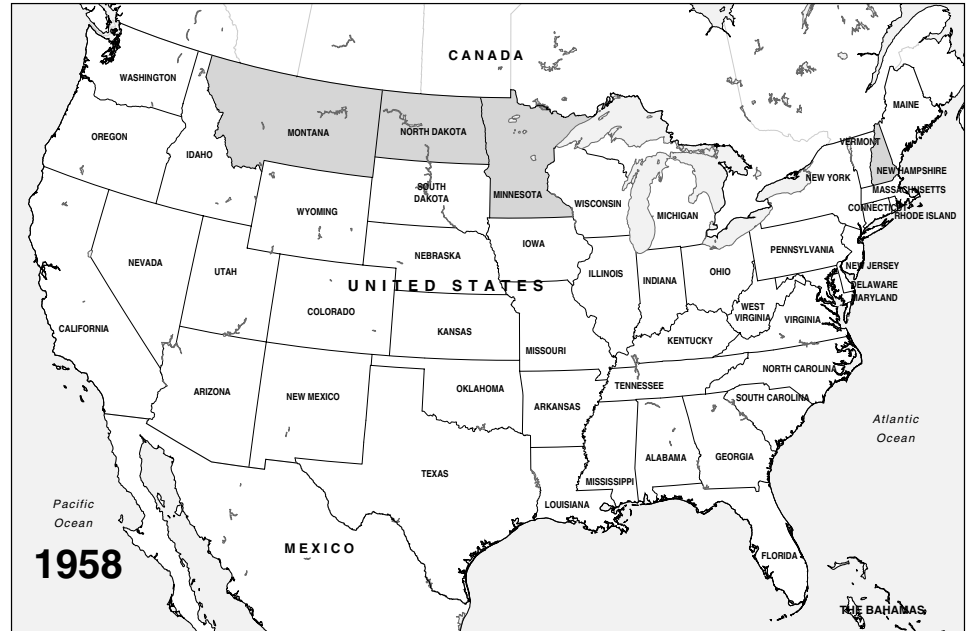 CANADA
WASHINGTON
MAINE
MONTANA
NORTH DAKOTA
OREGON
VERMONT
IDAHO
NEW HAMPSHIRE
NEW YORK
SOUTH
DAKOTA
MINNESOTA
MASSACHUSETTS
WISCONSIN
CONNECTICUT
RHODE ISLAND
WYOMING
MICHIGAN
IOWA
PENNSYLVANIA
NEBRASKA
NEVADA
NEW JERSEY
UTAH
ILLINOIS
INDIANA
OHIO
UNITED STATES
DELAWARE
MARYLAND
COLORADO
WEST
VIRGINIA
VIRGINIA
CALIFORNIA
KANSAS
KENTUCKY
MISSOURI
NORTH CAROLINA
TENNESSEE
ARIZONA
OKLAHOMA
NEW MEXICO
SOUTH CAROLINA
ARKANSAS
Atlantic
Ocean
ALABAMA
GEORGIA
TEXAS
MISSISSIPPI
LOUISIANA
Pacific
Ocean
MEXICO
FLORIDA
1958
THE BAHAMAS